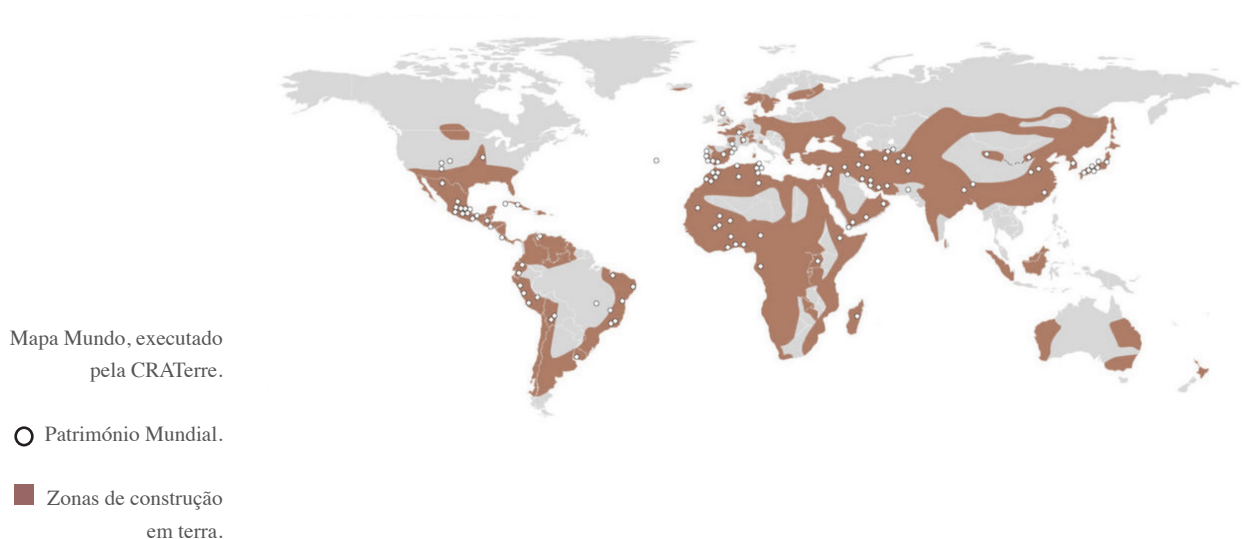 Mapa Mundo, executado
pela CRATerre.
Património Mundial.
Zonas de construção
em terra.